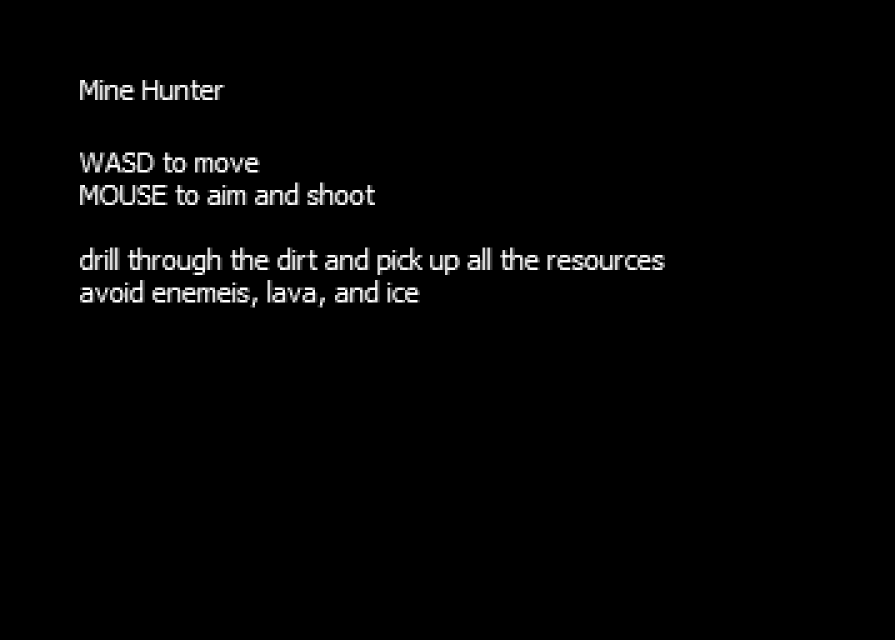 Mine Hunter
WASD to move
MOUSE to aim and shoot
drill through the dirt and pick up all the resources
avoid enemeis, lava, and ice